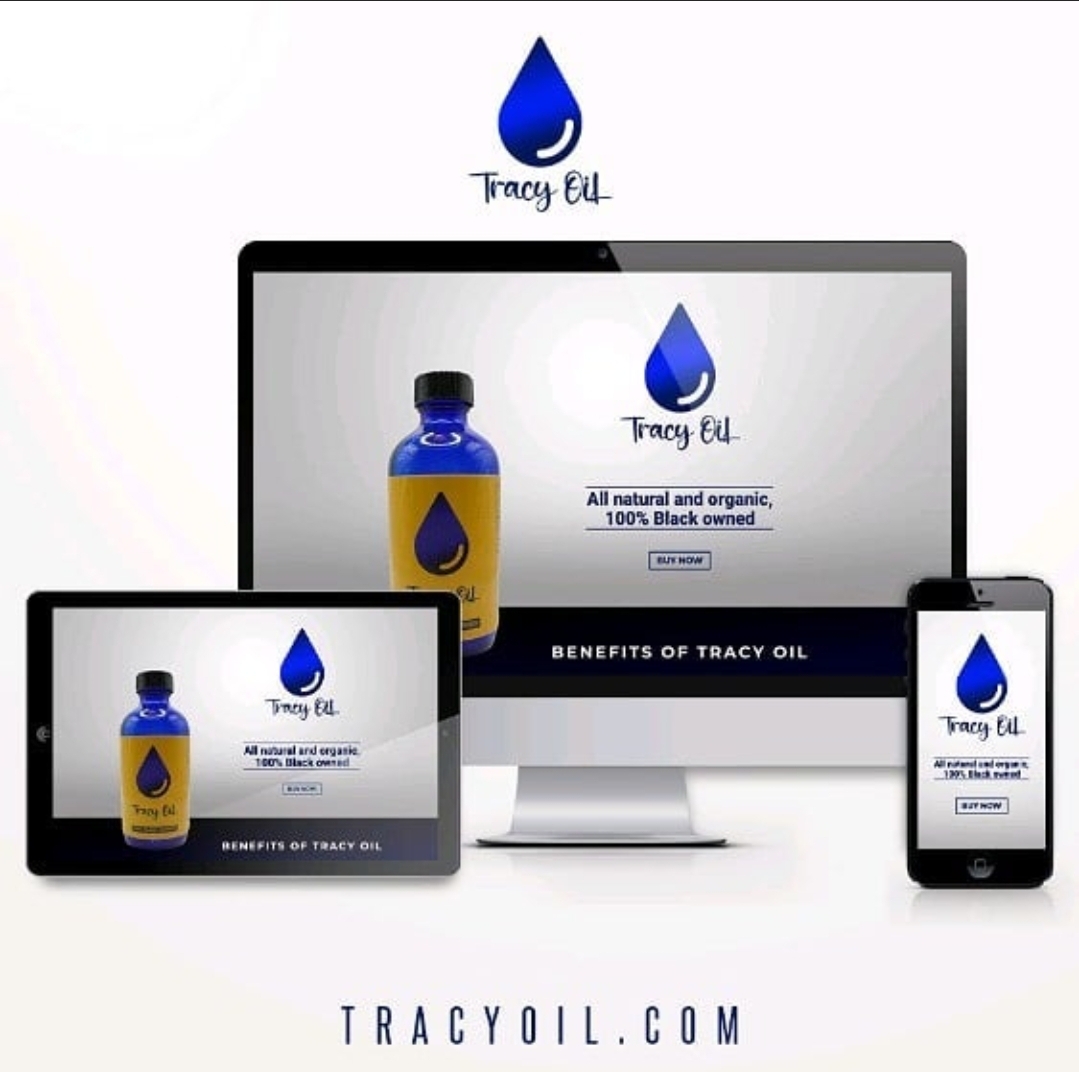 Tracy Oil
Tracy Oil
All natural and organic,
100% Black owned
BUY NOW
BENEFITS OF TRACY OIL
Tracy Oil
All natural and organic,
100% Black owned
BUY NOW
Tracy Oil
BENEFITS OF TRACY OIL
Tracy Oil
All natural and organic,
100% Black owned
BUY NOW
TRACYOIL.COM